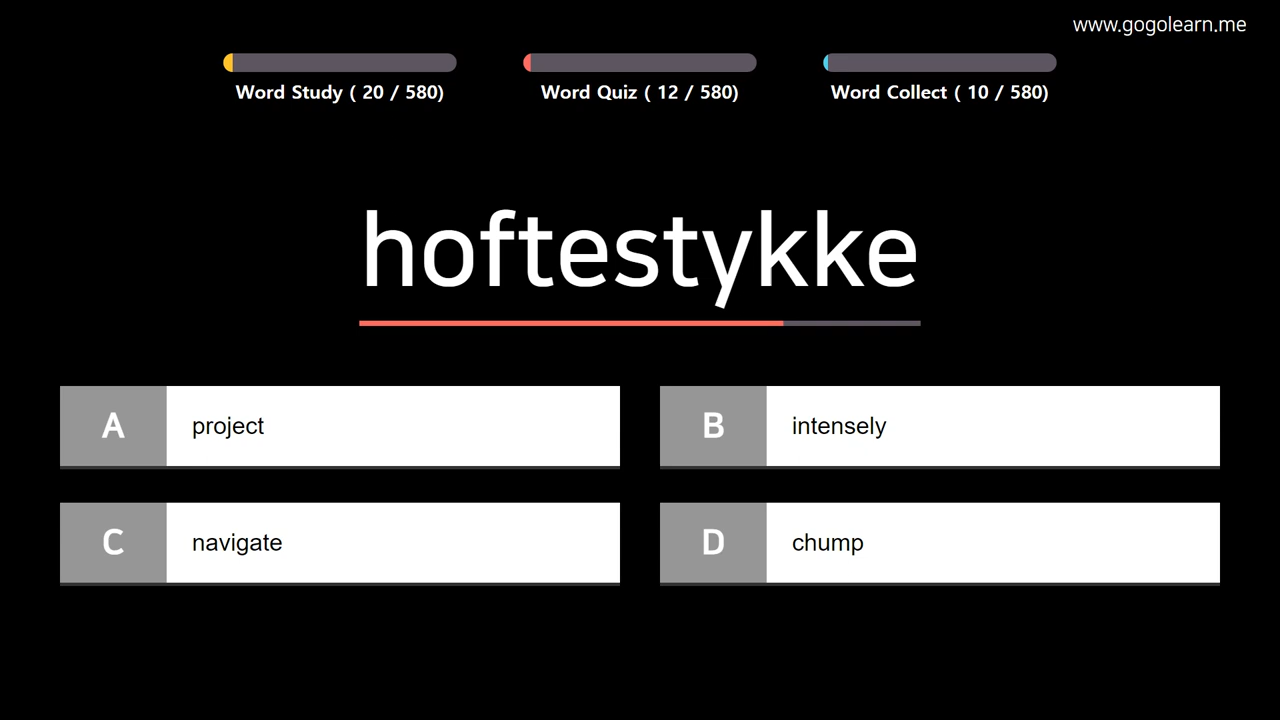 www.gogolearn.me
Word Study ( 20 / 580)
Word Quiz ( 12 / 580)
Word Collect ( 10 / 580)
hoftestykke
A project
B intensely
C navigate
D chump